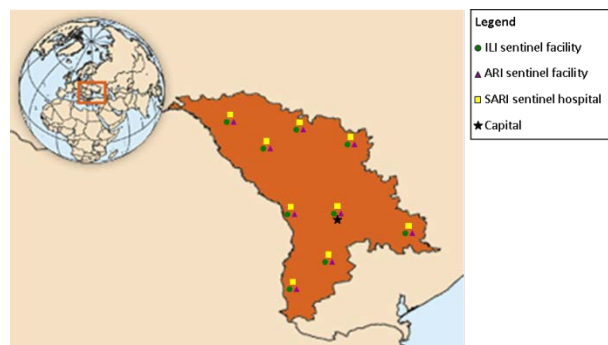 Legend
ILI sentinel facility
ARI sentinel facility
SARI sentinel hospital
Capital